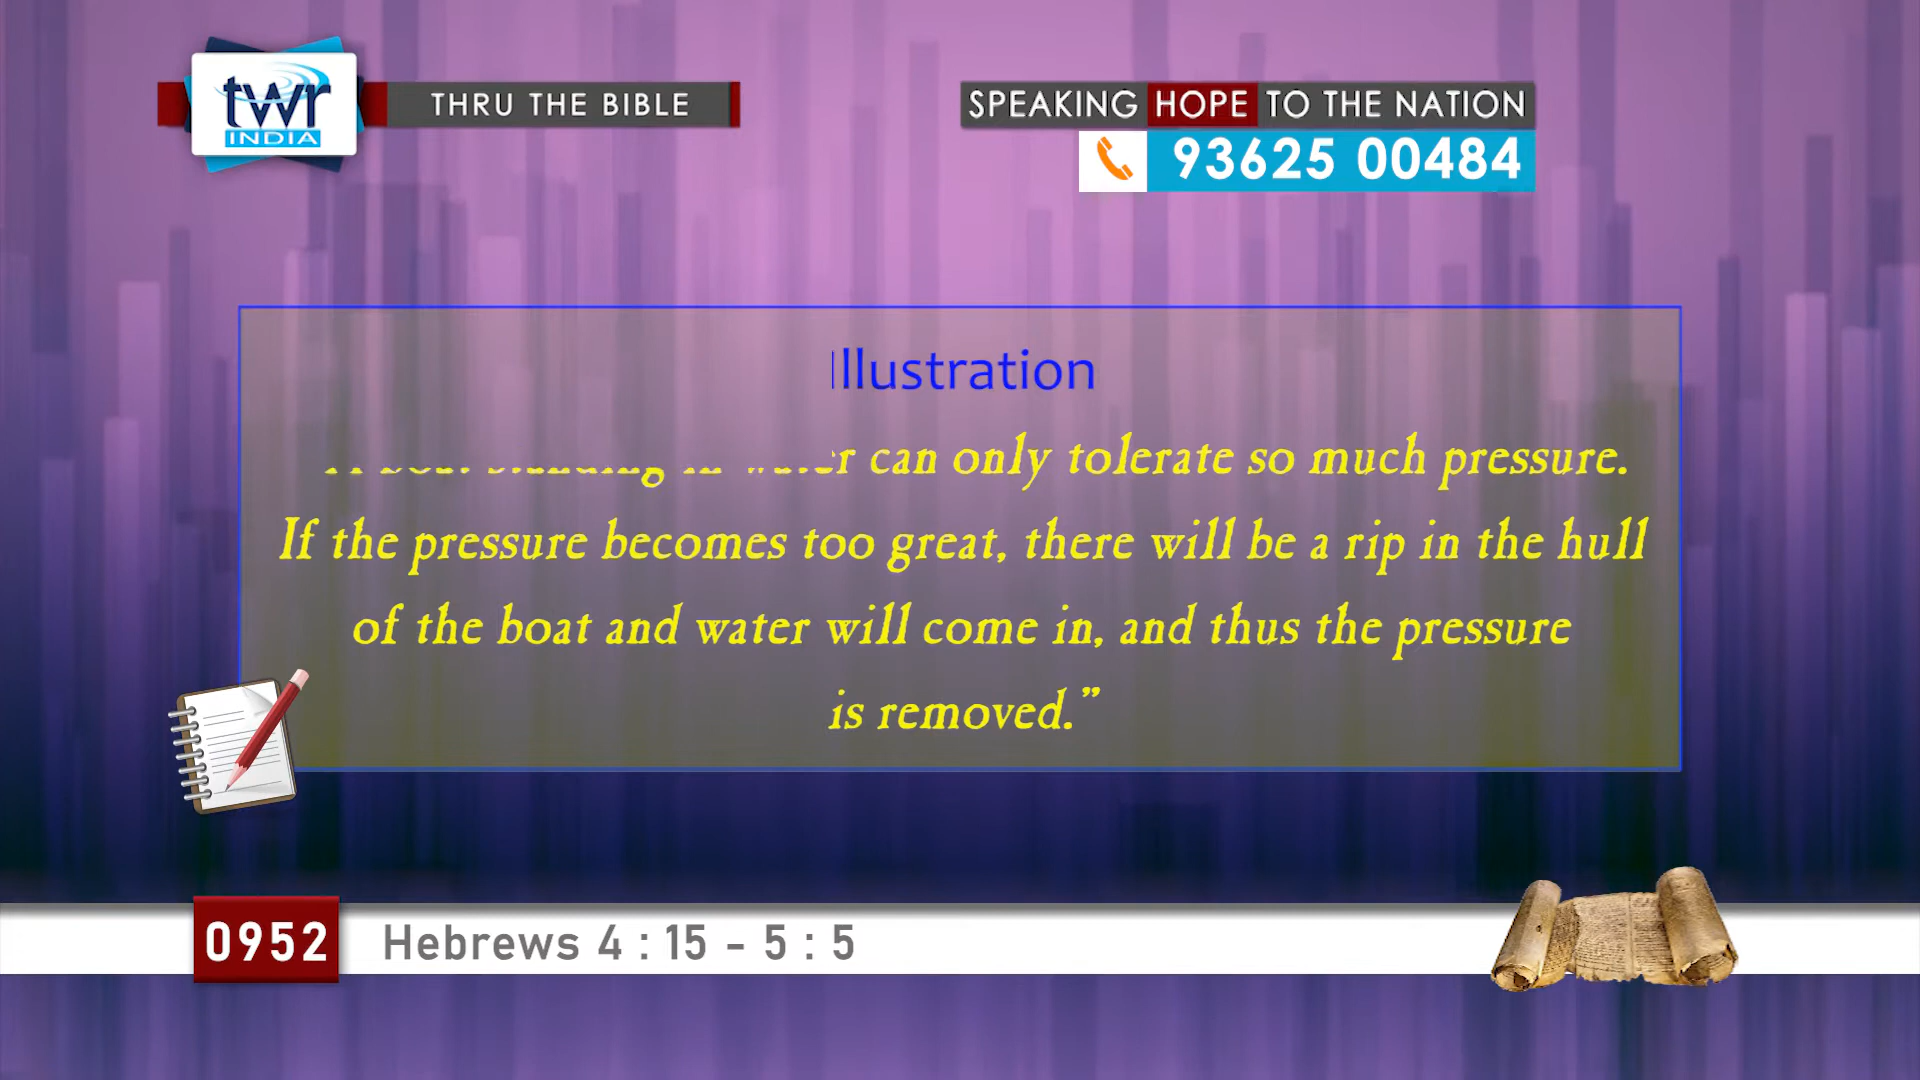 twr
INDIA
THRU THE BIBLE
SPEAKING HOPE TO THE NATION
93625 00484
Illustration
can only tolerate so much pressure.
If the pressure becomes too great, there will be a rip in the hull
of the boat and water will come in, and thus the pressure
is removed.”
0952
Hebrews 4 : 15 - 5 : 5